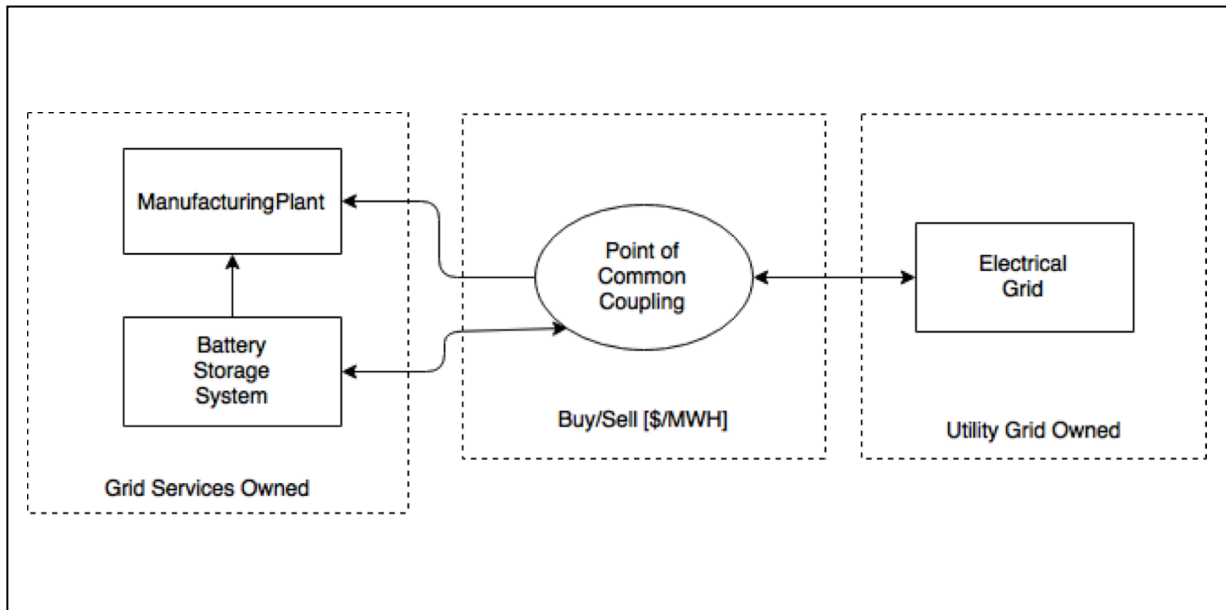 ManufacturingPlant
Battery
Storage
System
Grid Services Owned
Point of
Common
Coupling
Buy/Sell [$/MWH]
Electrical
Grid
Utility Grid Owned